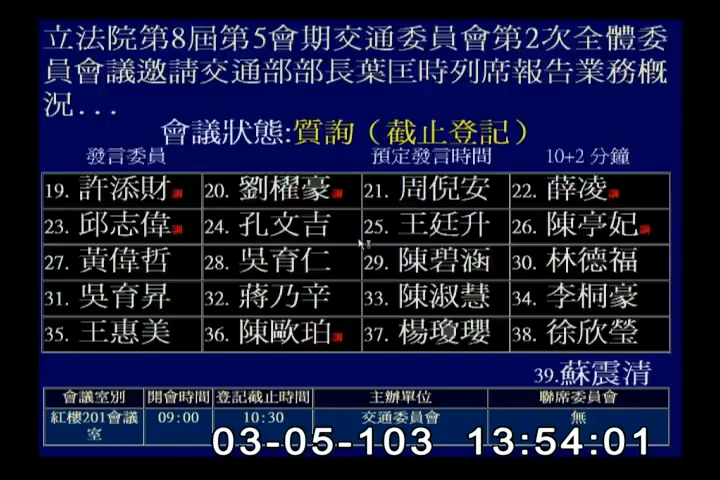 立法院第8屆第5會期交通委員會第2次全體委
員會議邀請交通部部長葉匡時列席報告業務概
況...
會議狀態:質詢（截止登記）
發言委員 預定發言時間 10+2 分鐘
19. 許添財 20. 劉櫂豪 21. 周倪安 22. 薛凌
23. 邱志偉 24. 孔文吉 25. 王廷升 26. 陳亭妃
27. 黃偉哲 28. 吳育仁 29. 陳碧涵 30. 林德福
31. 吳育昇 32. 蔣乃辛 33. 陳淑慧 34. 李桐豪
35. 王惠美 36. 陳歐珀 37. 楊瓊瓔 38. 徐欣瑩
39.蘇震清
會議室別 開會時間 登記截止時間 主辦單位 聯席委員會
紅樓201會議室 09:00 10:30 交通委員會 無
03-05-103 13:54:01